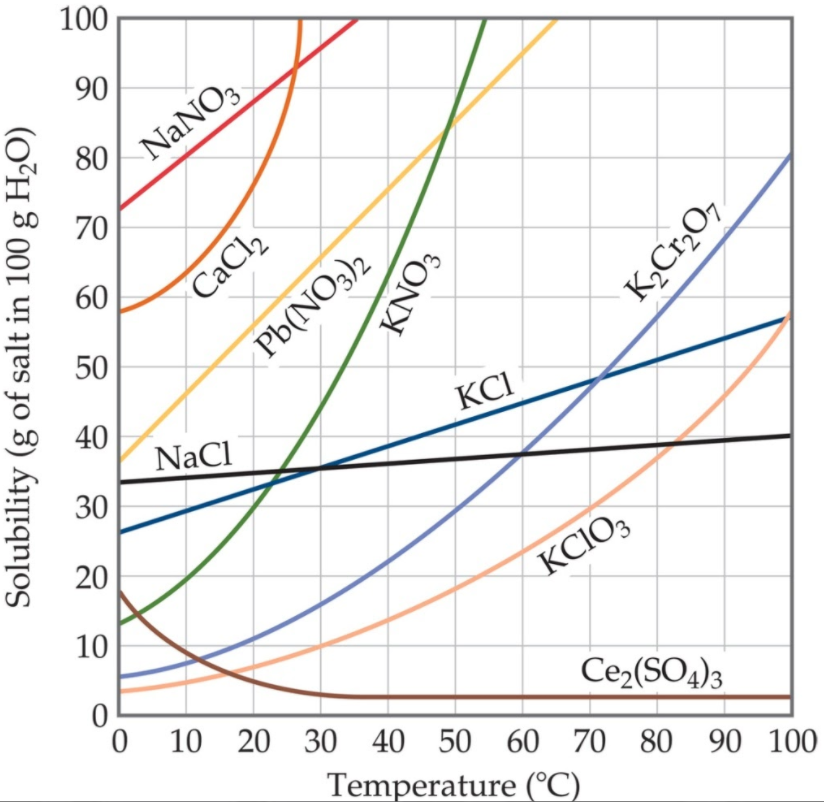 100
90
80
70
60
50
40
30
20
10
0
Solubility (g of salt in 100 g H₂O)
NaNO₃
CaCl₂
Pb(NO₃)₂
KNO₃
K₂Cr₂O₇
KCl
NaCl
KClO₃
Ce₂(SO₄)₃
0 10 20 30 40 50 60 70 80 90 100
Temperature (°C)